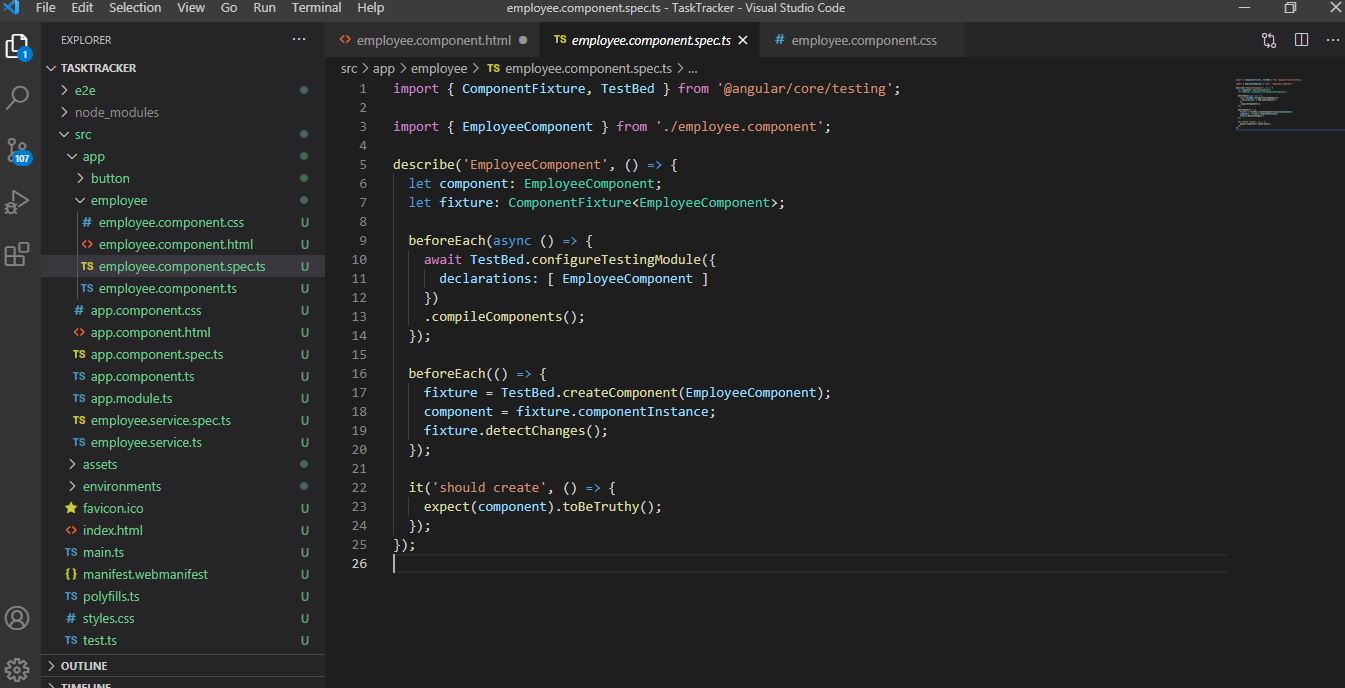 File Edit Selection View Go Run Terminal Help employee.component.spec.ts - TaskTracker - Visual Studio Code
EXPLORER ...
1
107
TASKTRACKER
e2e
node_modules
src
app
button
employee
# employee.component.css U
<> employee.component.html U
TS employee.component.spec.ts U
TS employee.component.ts U
# app.component.css U
<> app.component.html U
TS app.component.spec.ts U
TS app.component.ts U
TS app.module.ts U
TS employee.service.spec.ts U
TS employee.service.ts U
assets
environments
favicon.ico U
<> index.html U
TS main.ts U
{} manifest.webmanifest U
TS polyfills.ts U
# styles.css U
TS test.ts U
OUTLINE
TIMELINE
<> employee.component.html TS employee.component.spec.ts # employee.component.css
src > app > employee > TS employee.component.spec.ts > ...
1 import { ComponentFixture, TestBed } from '@angular/core/testing';
2
3 import { EmployeeComponent } from './employee.component';
4
5 describe('EmployeeComponent', () => {
6 let component: EmployeeComponent;
7 let fixture: ComponentFixture<EmployeeComponent>;
8
9 beforeEach(async () => {
10 await TestBed.configureTestingModule({
11 declarations: [ EmployeeComponent ]
12 })
13 .compileComponents();
14 });
15
16 beforeEach(() => {
17 fixture = TestBed.createComponent(EmployeeComponent);
18 component = fixture.componentInstance;
19 fixture.detectChanges();
20 });
21
22 it('should create', () => {
23 expect(component).toBeTruthy();
24 });
25 });
26